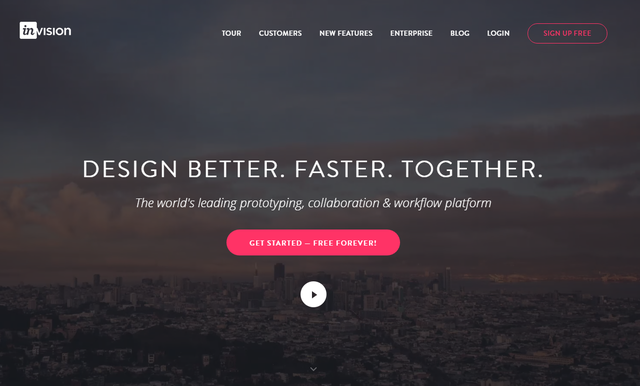 invision
TOUR CUSTOMERS NEW FEATURES ENTERPRISE BLOG LOGIN SIGN UP FREE
DESIGN BETTER. FASTER. TOGETHER.
The world's leading prototyping, collaboration & workflow platform
GET STARTED — FREE FOREVER!